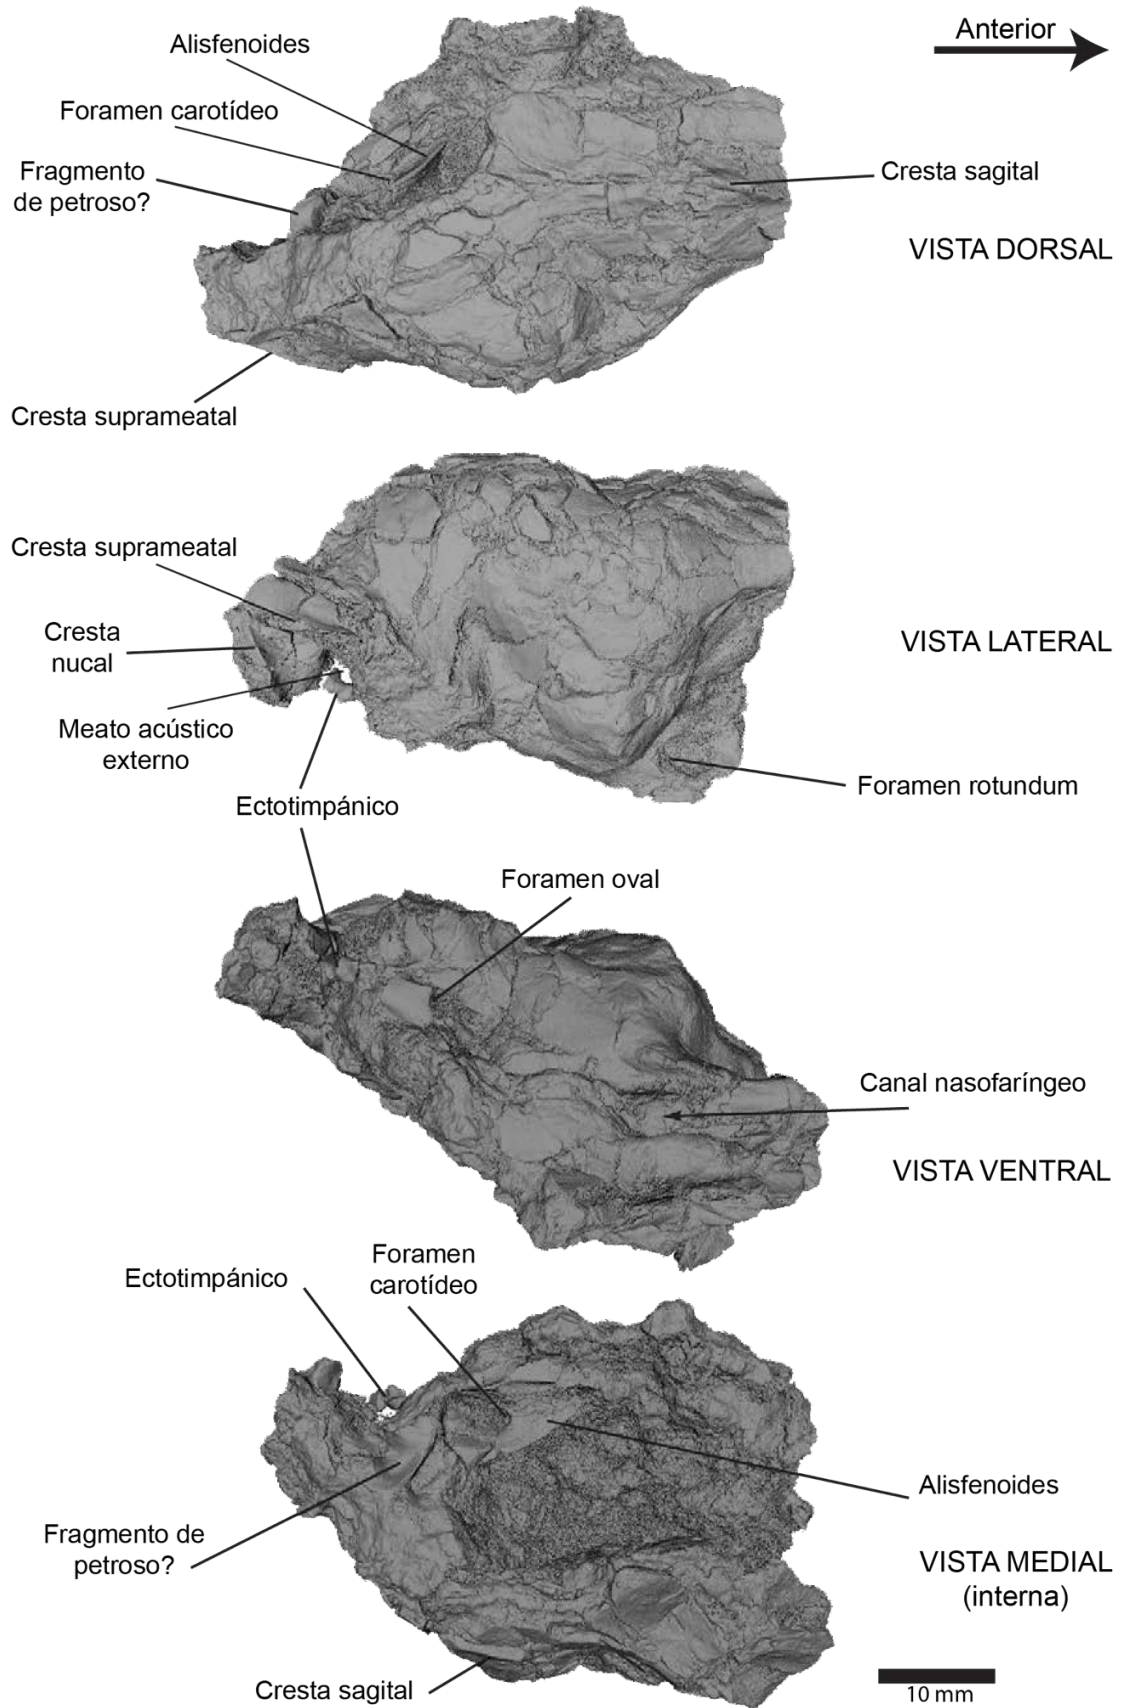 Anterior
Alisfenoides
Foramen carotídeo
Fragmento
de petroso?
Cresta sagital
VISTA DORSAL
Cresta suprameatal
Cresta suprameatal
Cresta
nucal
VISTA LATERAL
Meato acústico
externo
Foramen rotundum
Ectotimpánico
Foramen oval
Canal nasofaríngeo
VISTA VENTRAL
Foramen
carotídeo
Ectotimpánico
Alisfenoides
Fragmento de
petroso?
VISTA MEDIAL
(interna)
Cresta sagital
10 mm